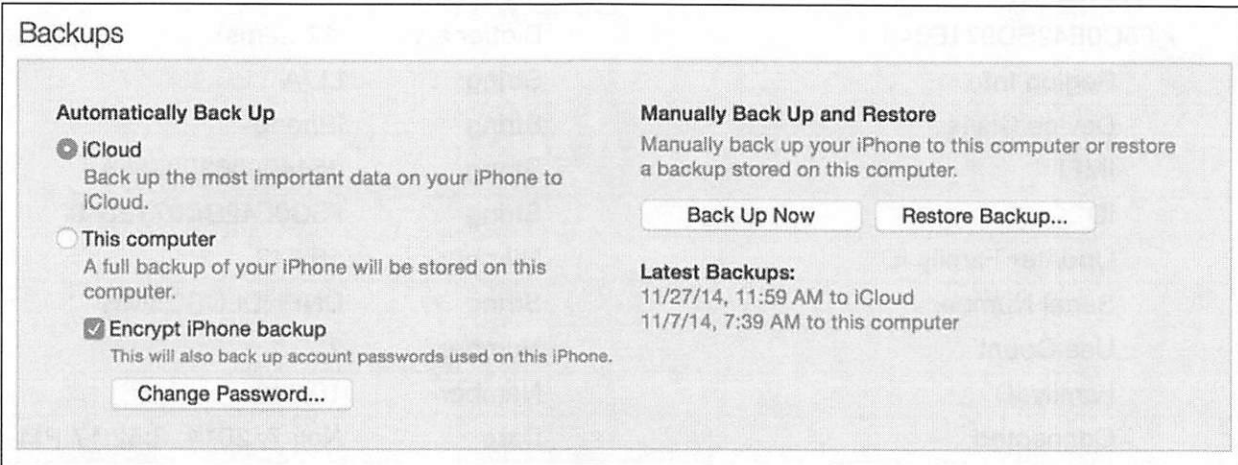 Backups
Automatically Back Up
iCloud
Back up the most important data on your iPhone to
iCloud.
This computer
A full backup of your iPhone will be stored on this
computer.
Encrypt iPhone backup
This will also back up account passwords used on this iPhone.
Change Password...
Manually Back Up and Restore
Manually back up your iPhone to this computer or restore
a backup stored on this computer.
Back Up Now
Restore Backup...
Latest Backups:
11/27/14, 11:59 AM to iCloud
11/7/14, 7:39 AM to this computer